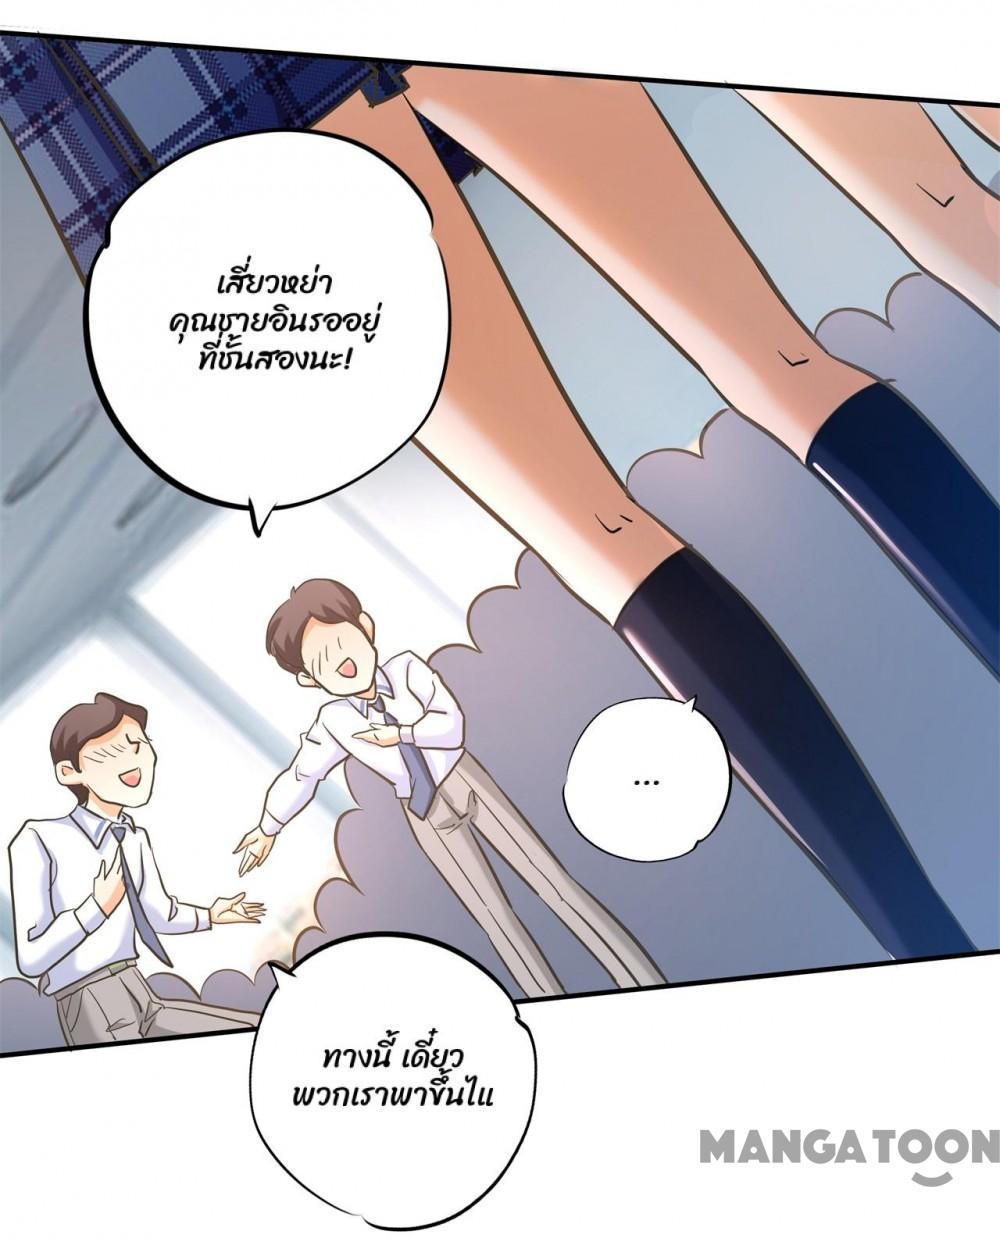 เสี่ยวหย่า
คุณชายอินรออยู่
ที่ชั้นสองนะ!
...
ทางนี้ เดี๋ยว
พวกเราพาขึ้นไแ
MANGATOON